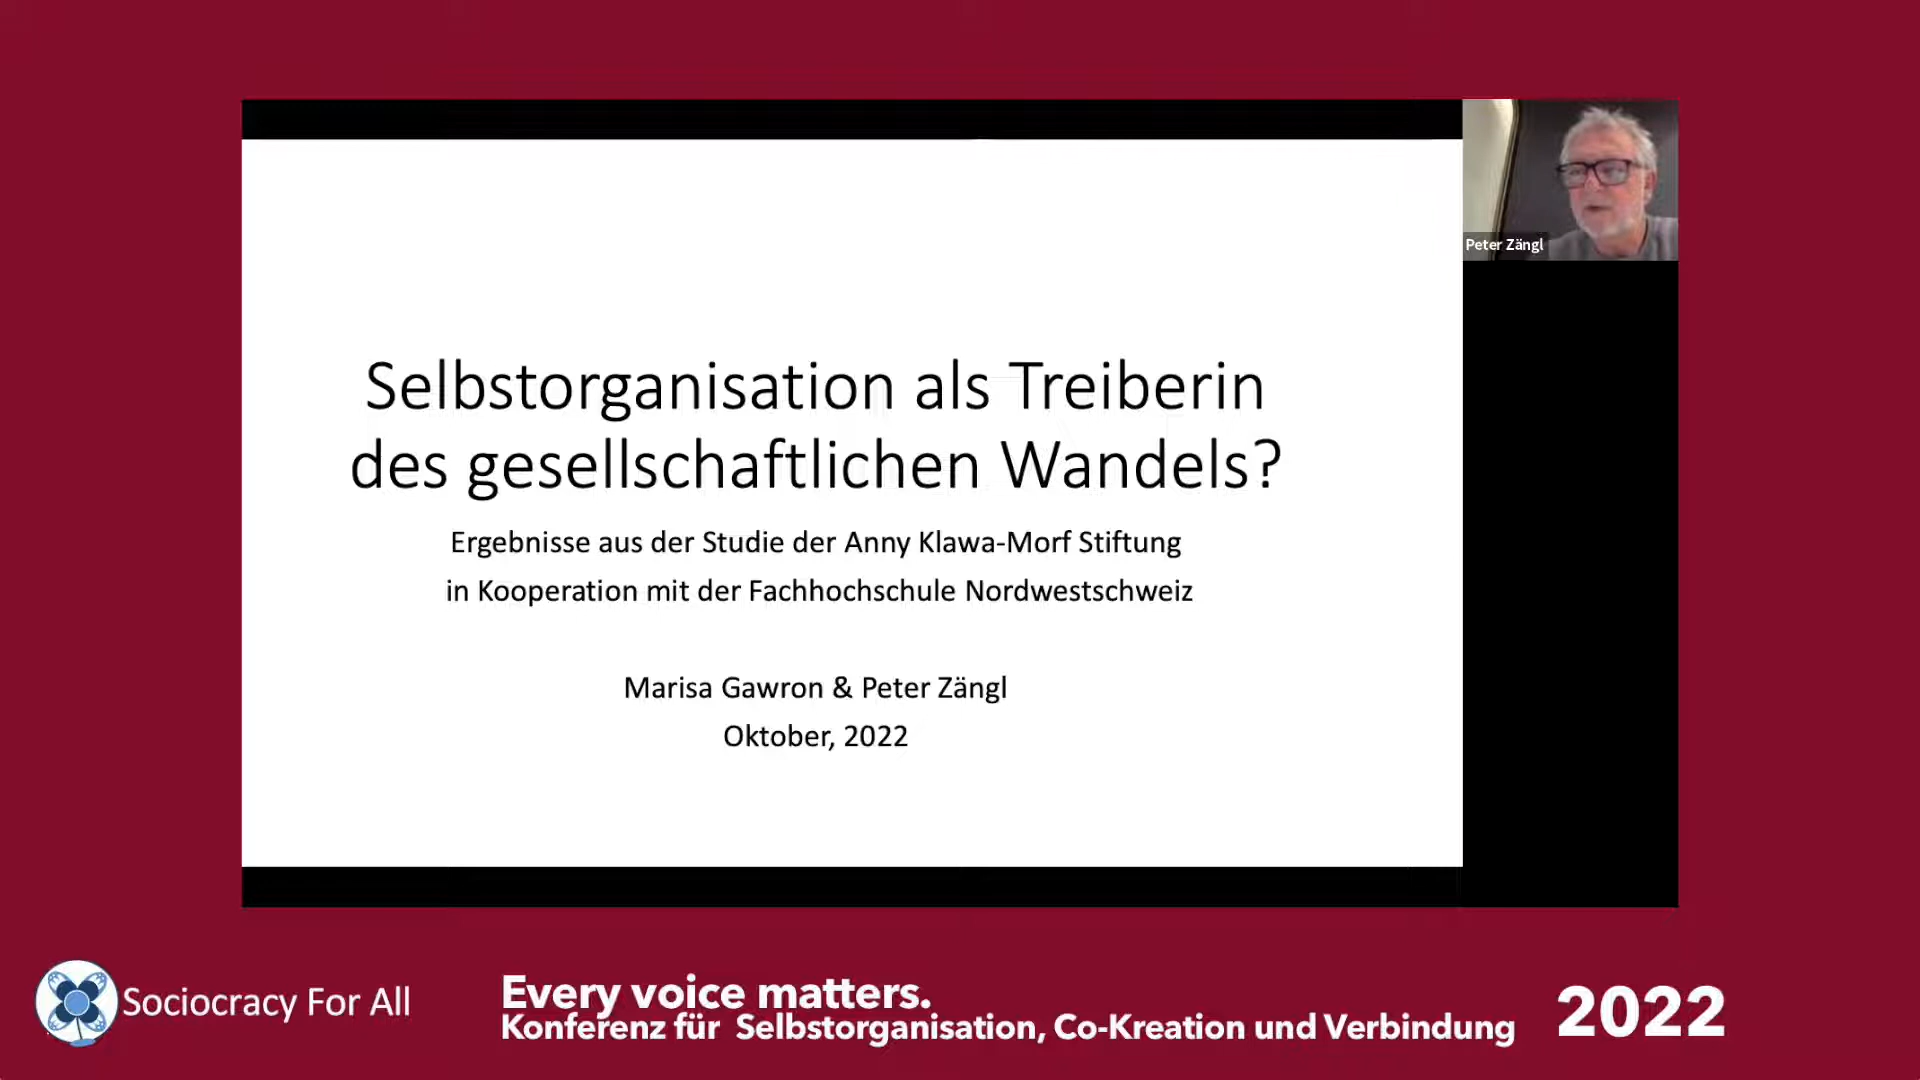 Peter Zängl
Selbstorganisation als Treiberin
des gesellschaftlichen Wandels?
Ergebnisse aus der Studie der Anny Klawa-Morf Stiftung
in Kooperation mit der Fachhochschule Nordwestschweiz
Marisa Gawron & Peter Zängl
Oktober, 2022
Sociocracy For All
Every voice matters.
Konferenz für Selbstorganisation, Co-Kreation und Verbindung
2022